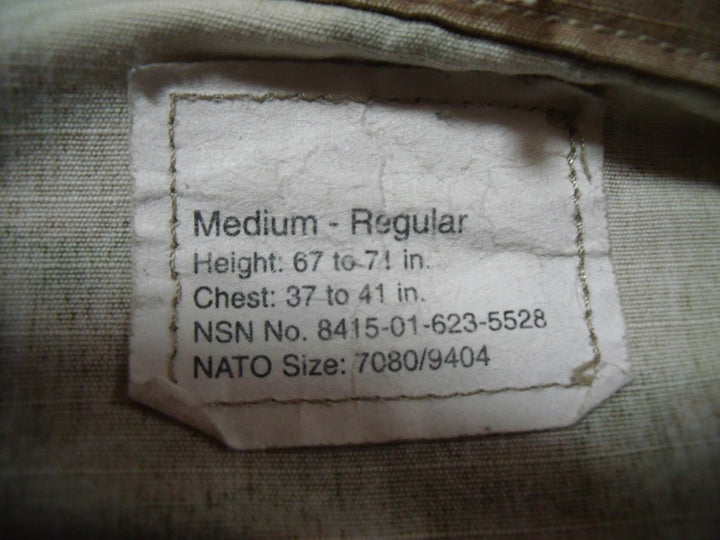 Medium - Regular
Height: 67 to 71 in.
Chest: 37 to 41 in.
NSN No. 8415-01-623-5528
NATO Size: 7080/9404